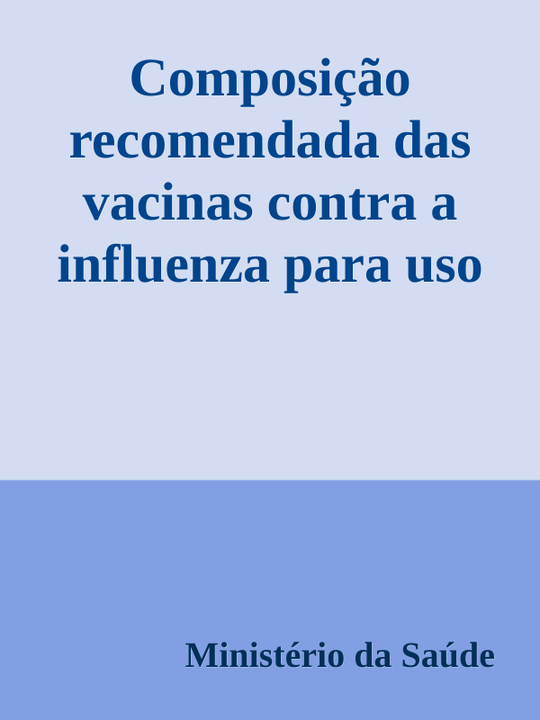 Composição
recomendada das
vacinas contra a
influenza para uso
Ministério da Saúde